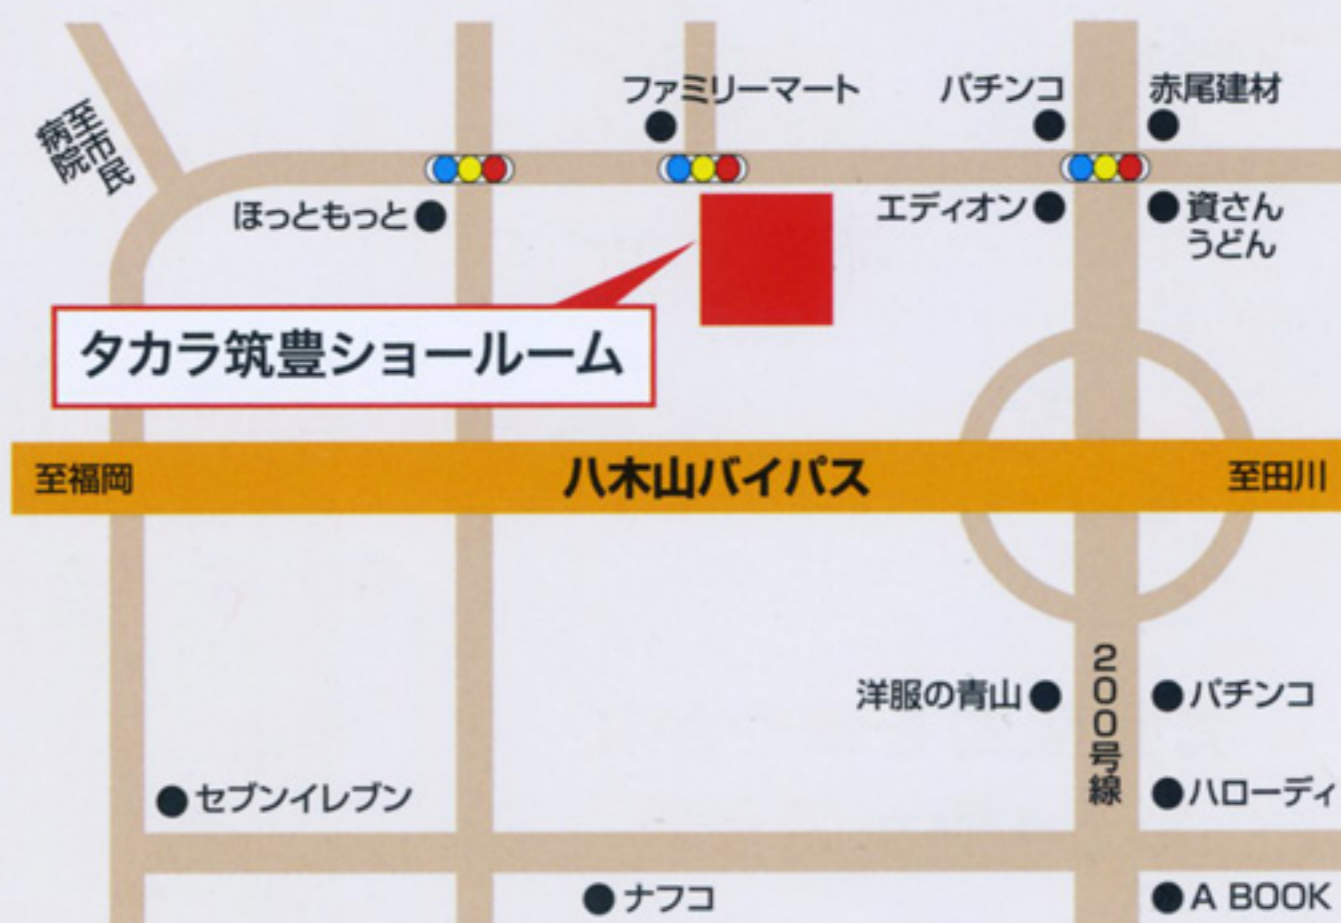 ファミリーマート
パチンコ
赤尾建材
至市民
病院
ほっともっと
エディオン
資さん
うどん
タカラ筑豊ショールーム
至福岡
八木山バイパス
至田川
200号線
洋服の青山
パチンコ
セブンイレブン
ハローディ
ナフコ
A BOOK